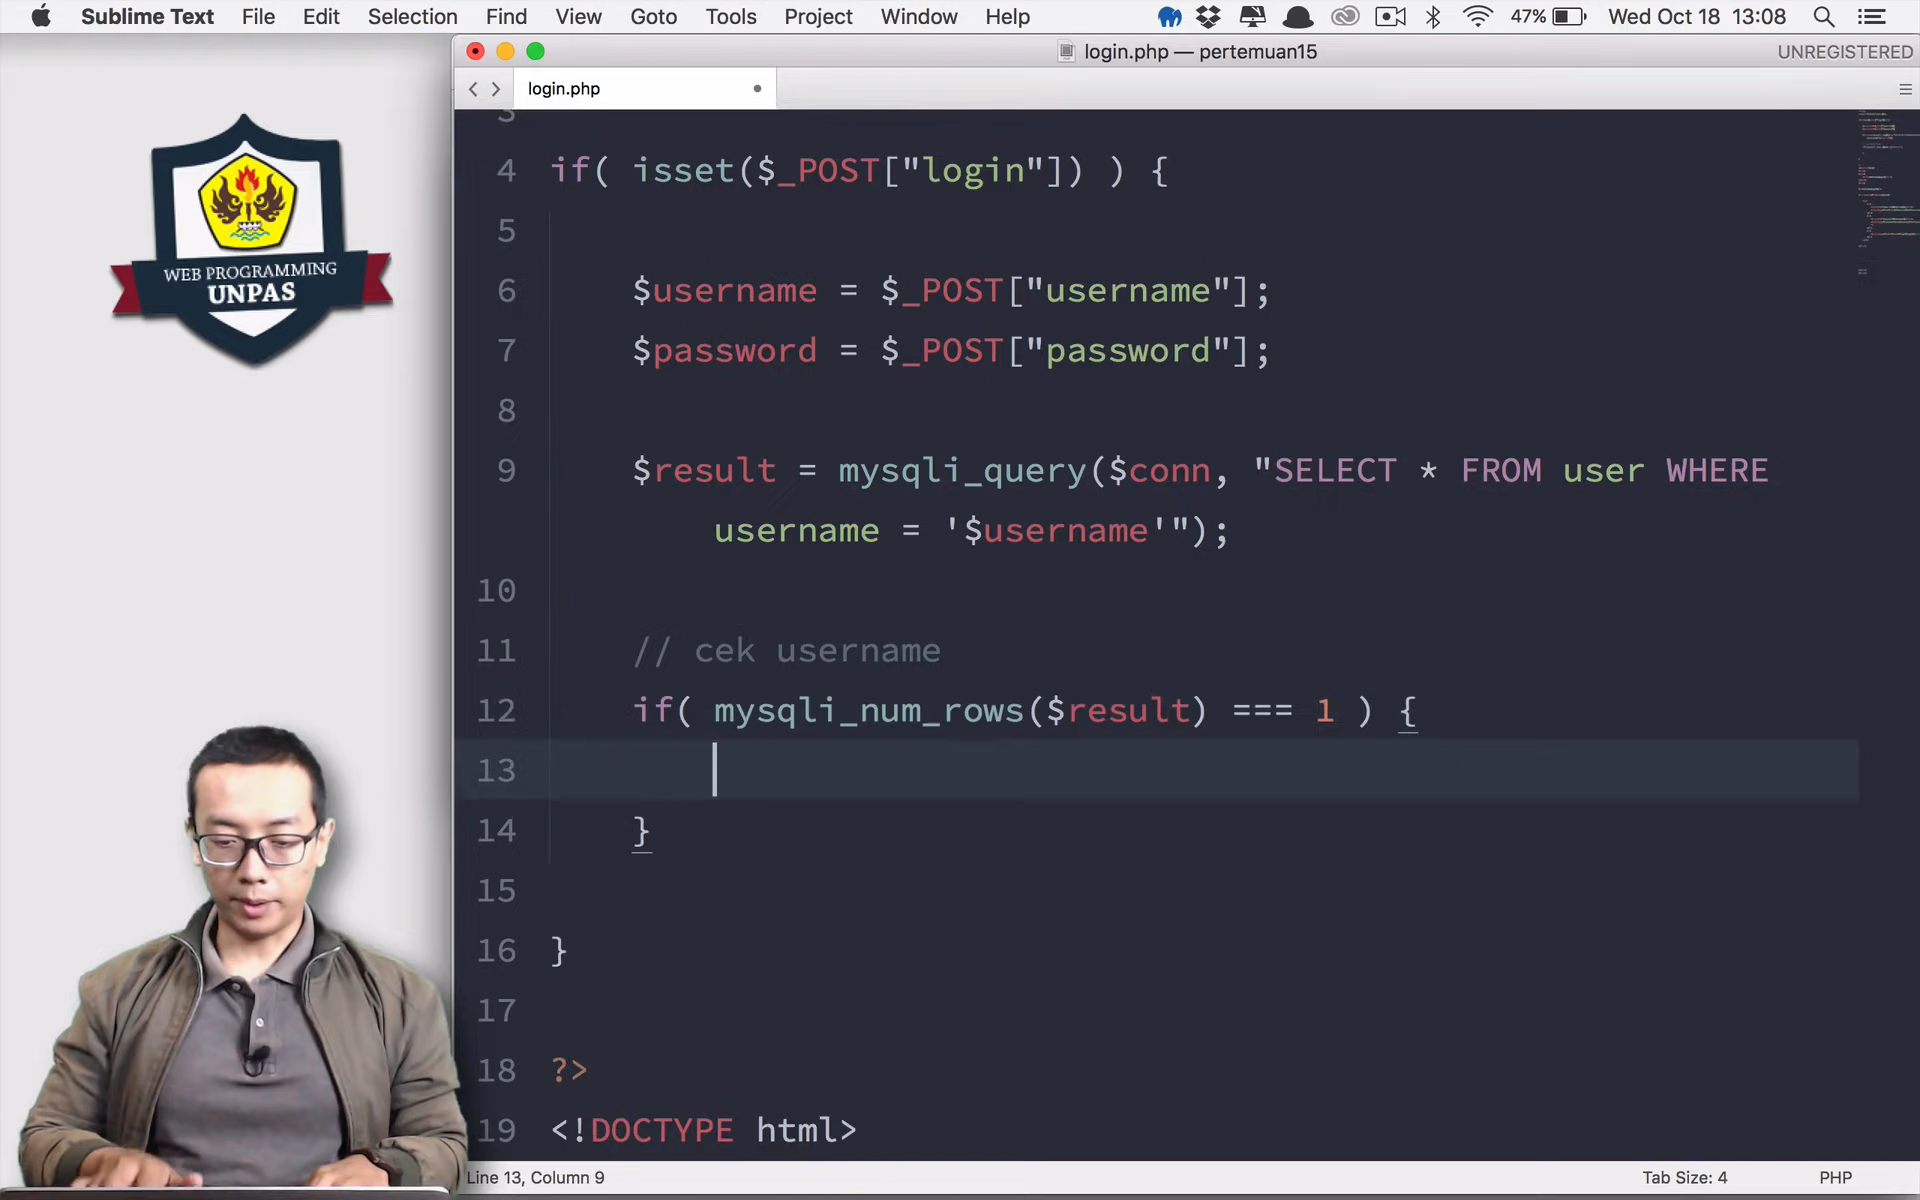 Sublime Text File Edit Selection Find View Goto Tools Project Window Help 47% Wed Oct 18 13:08
login.php — pertemuan15 UNREGISTERED
login.php
WEB PROGRAMMING
UNPAS
3
4 if( isset($_POST["login"]) ) {
5
6 $username = $_POST["username"];
7 $password = $_POST["password"];
8
9 $result = mysqli_query($conn, "SELECT * FROM user WHERE
username = '$username'");
10
11 // cek username
12 if( mysqli_num_rows($result) === 1 ) {
13
14 }
15
16 }
17
18 ?>
19 <!DOCTYPE html>
Line 13, Column 9 Tab Size: 4 PHP